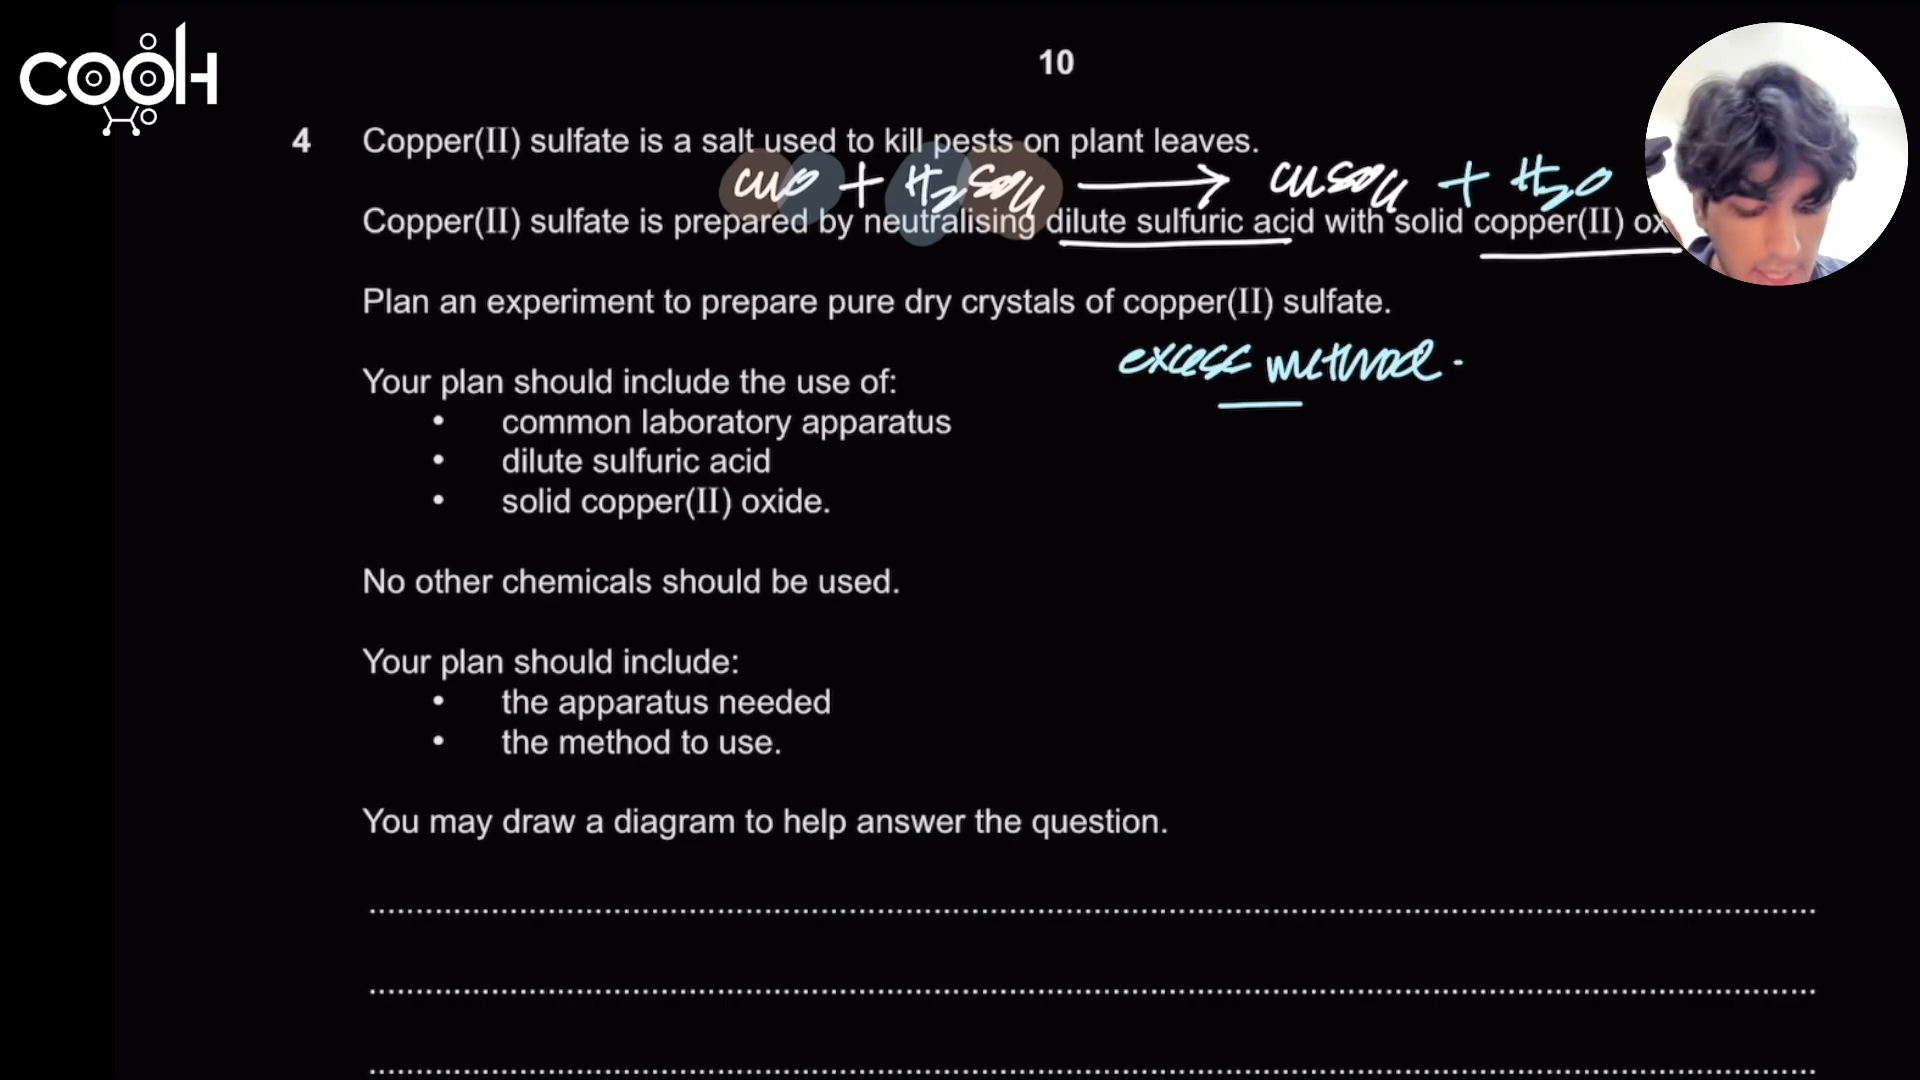 COOH
10
4 Copper(II) sulfate is a salt used to kill pests on plant leaves.
CuO + H2SO4 → CuSO4 + H2O
Copper(II) sulfate is prepared by neutralising dilute sulfuric acid with solid copper(II) ox
Plan an experiment to prepare pure dry crystals of copper(II) sulfate.
excess method.
Your plan should include the use of:
• common laboratory apparatus
• dilute sulfuric acid
• solid copper(II) oxide.
No other chemicals should be used.
Your plan should include:
• the apparatus needed
• the method to use.
You may draw a diagram to help answer the question.